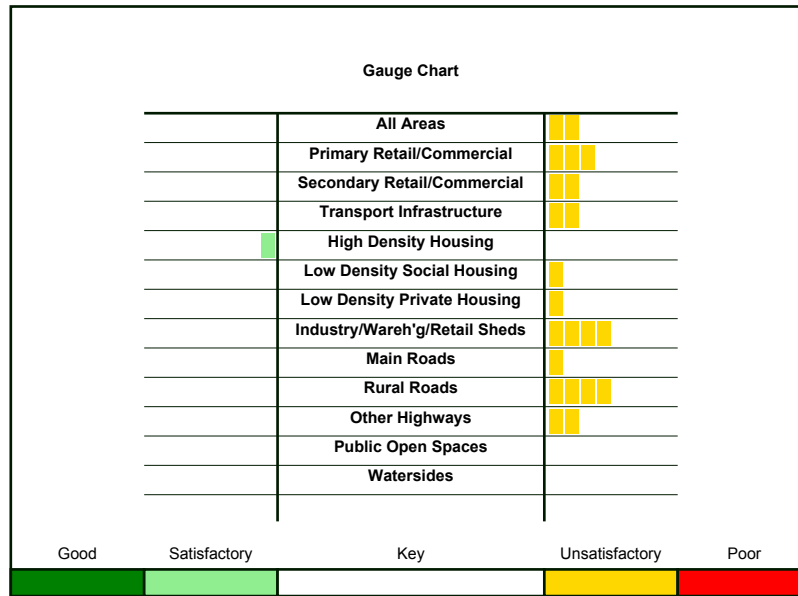 Gauge Chart
All Areas
Primary Retail/Commercial
Secondary Retail/Commercial
Transport Infrastructure
High Density Housing
Low Density Social Housing
Low Density Private Housing
Industry/Wareh'g/Retail Sheds
Main Roads
Rural Roads
Other Highways
Public Open Spaces
Watersides
Good Satisfactory Key Unsatisfactory Poor